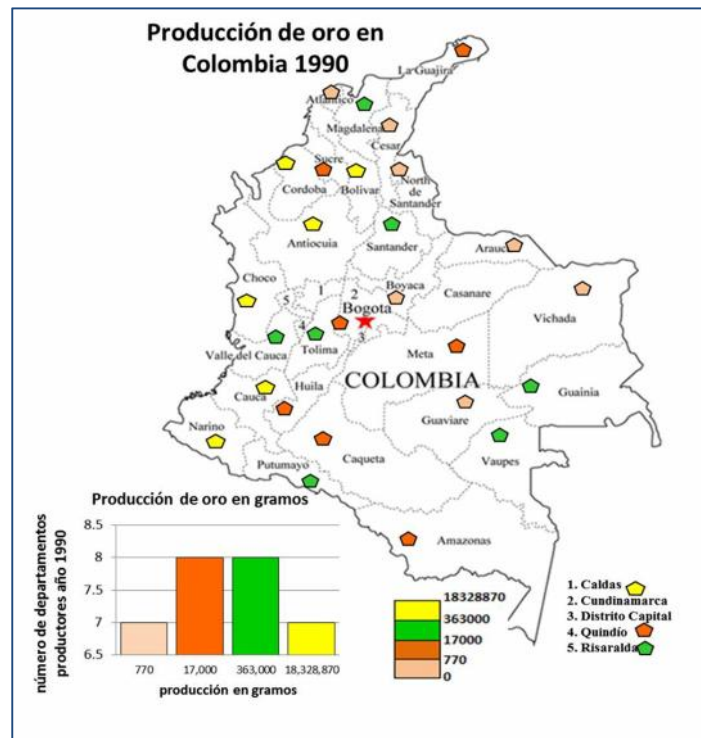 Producción de oro en
Colombia 1990
La Guajira
Atlantico
Magdalena
Cesar
Sucre
Cordoba
Bolivar
North de
Santander
Antiocuia
Santander
Arauca
Choco
1
2
Boyaca
5
Bogota
Casanare
Vichada
4
3
Tolima
Valle del Cauca
Meta
Huila
COLOMBIA
Cauca
Guainia
Guaviare
Narino
Caqueta
Vaupes
Putumayo
Amazonas
Producción de oro en gramos
número de departamentos
productores año 1990
8.5
8
7.5
7
6.5
770
17,000
363,000
18,328,870
producción en gramos
18328870
363000
17000
770
0
1. Caldas
2. Cundinamarca
3. Distrito Capital
4. Quindío
5. Risaralda